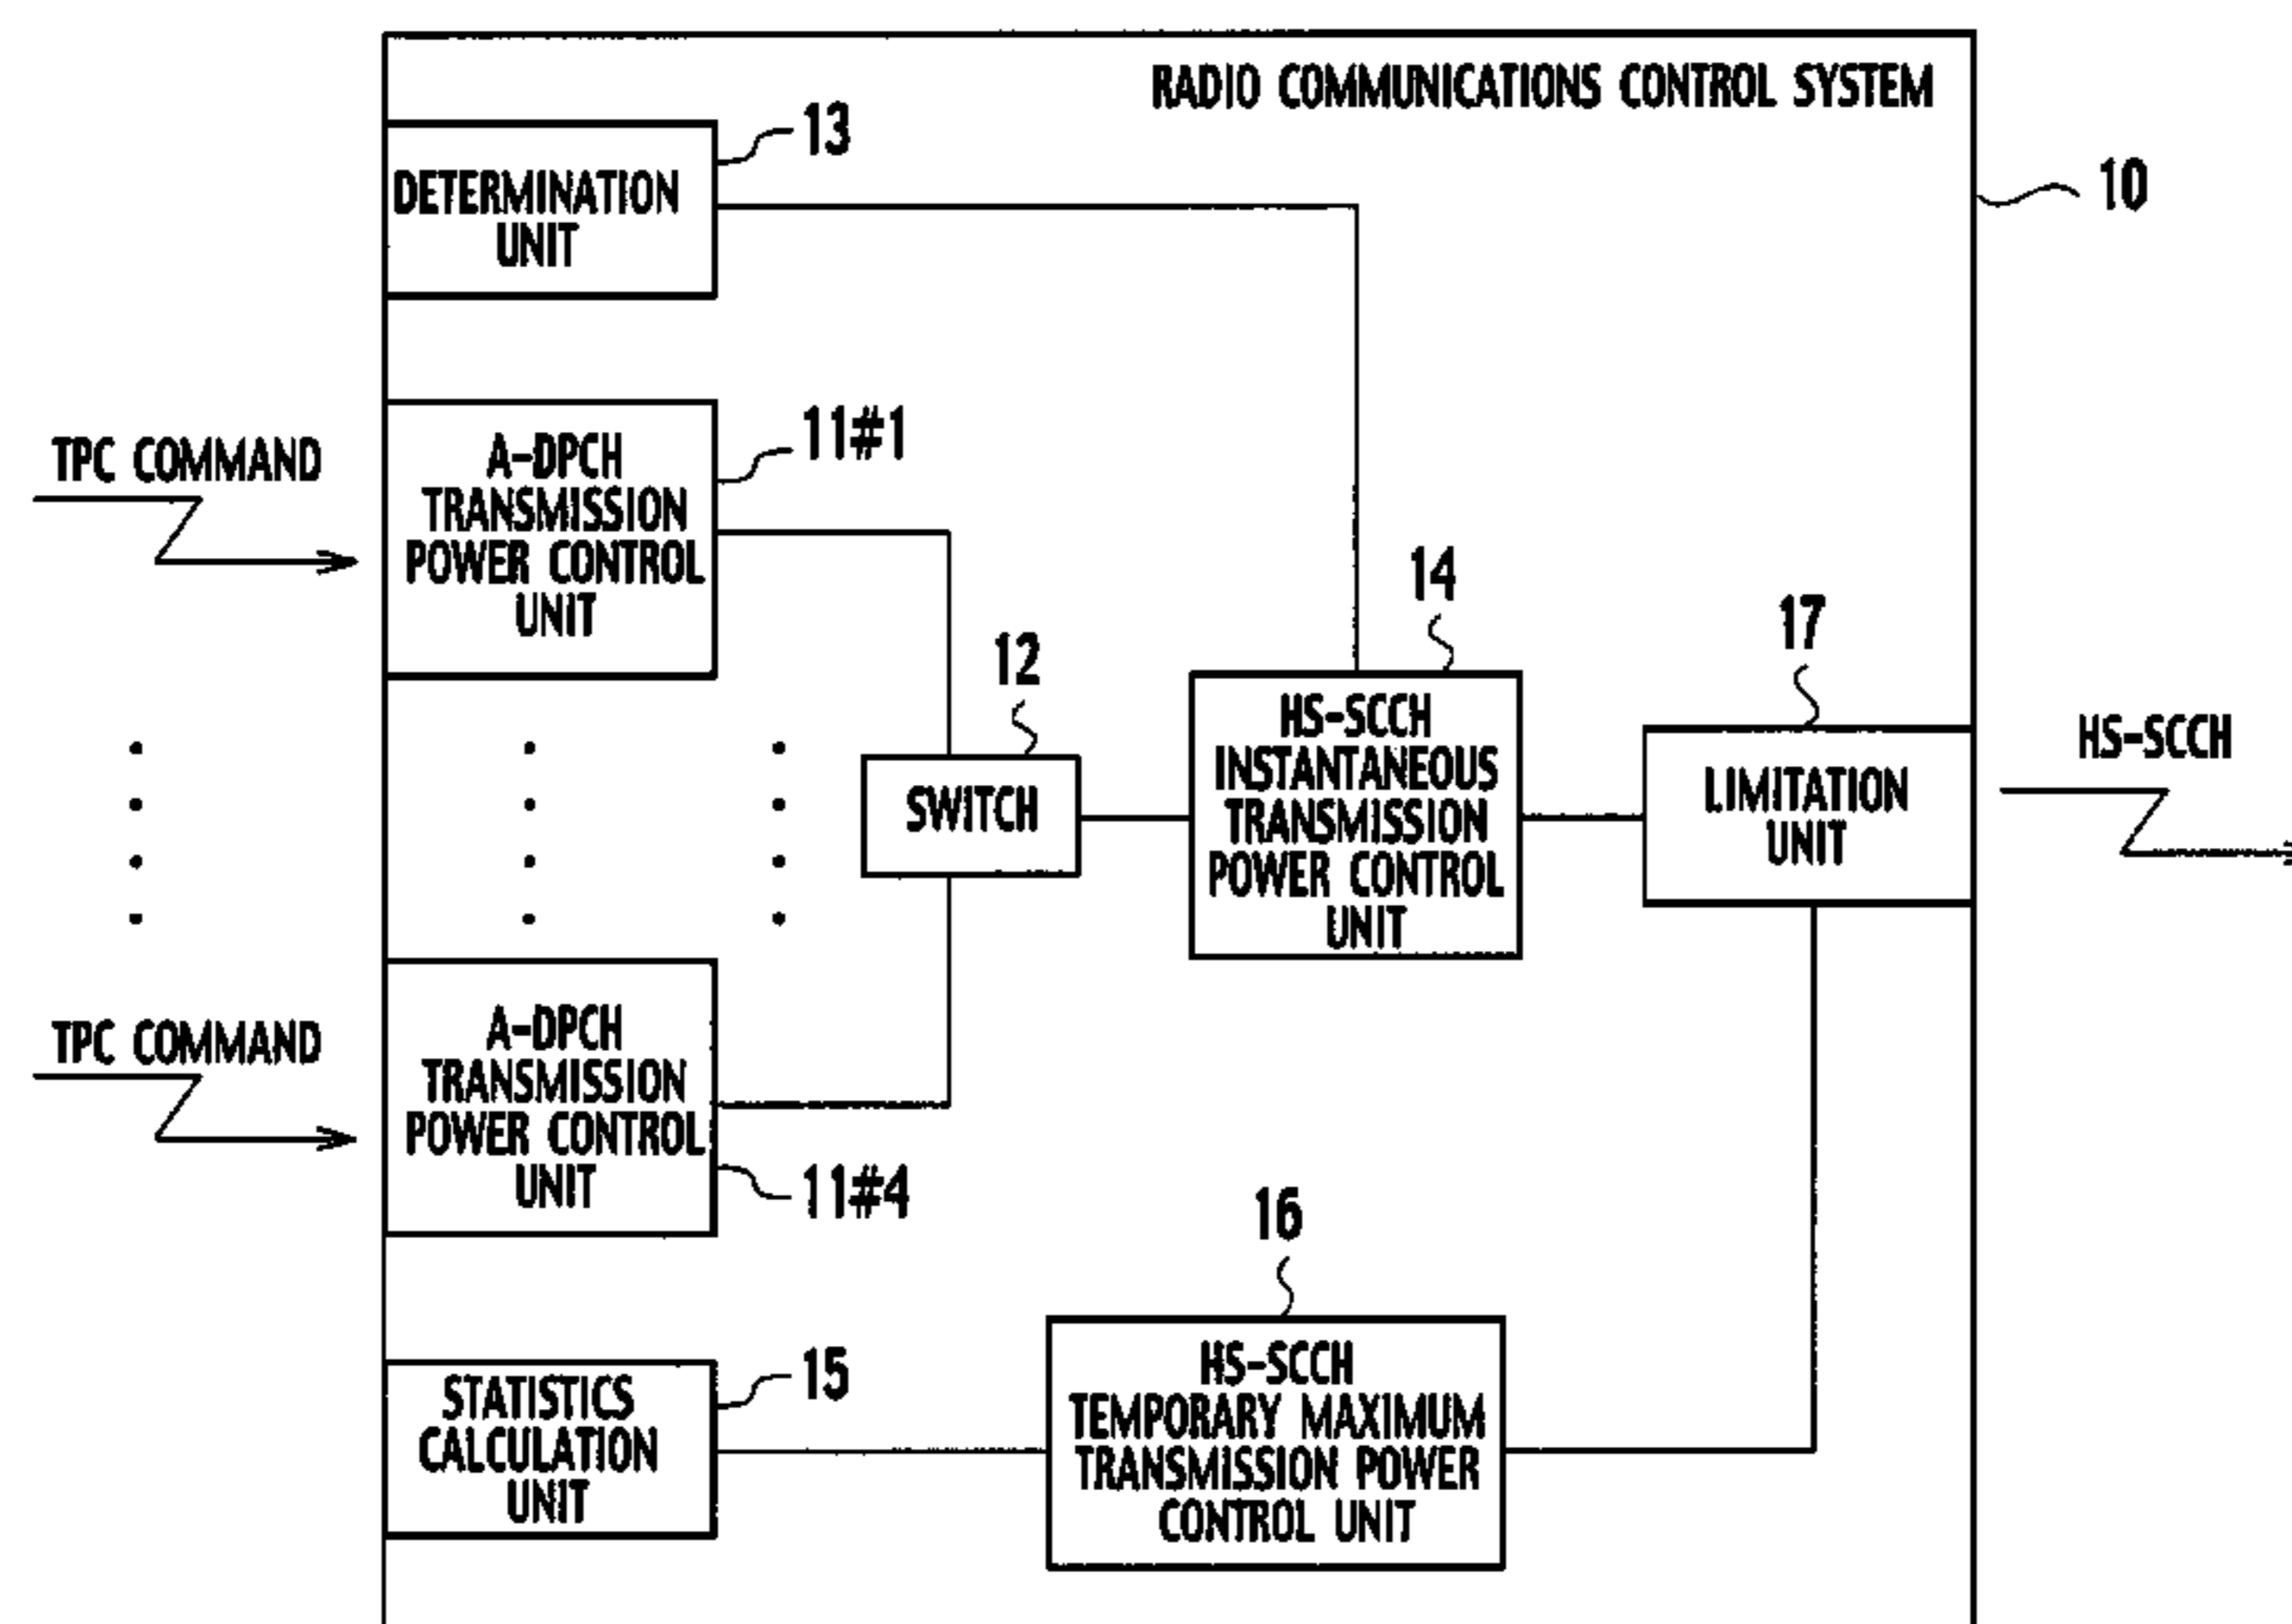 RADIO COMMUNICATIONS CONTROL SYSTEM
10
13
DETERMINATION
UNIT
TPC COMMAND
11#1
A-DPCH
TRANSMISSION
POWER CONTROL
UNIT
12
SWITCH
14
HS-SCCH
INSTANTANEOUS
TRANSMISSION
POWER CONTROL
UNIT
17
LIMITATION
UNIT
HS-SCCH
TPC COMMAND
A-DPCH
TRANSMISSION
POWER CONTROL
UNIT
11#4
15
STATISTICS
CALCULATION
UNIT
16
HS-SCCH
TEMPORARY MAXIMUM
TRANSMISSION POWER
CONTROL UNIT